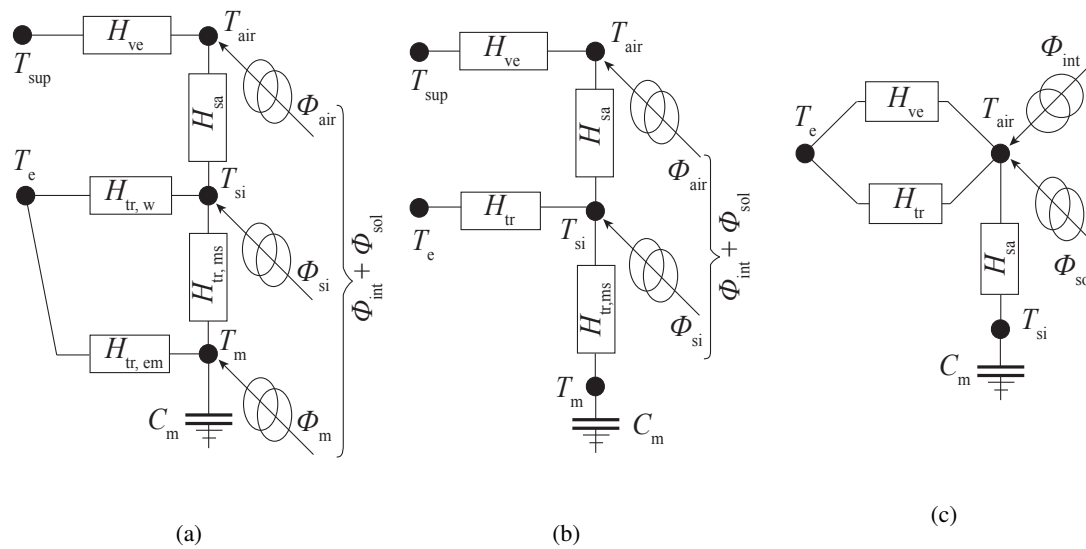 H_ve
T_air
T_sup
Φ_air
H_sa
T_e
T_si
H_tr, w
Φ_si
H_tr, ms
Φ_int + Φ_sol
T_m
H_tr, em
Φ_m
C_m
(a)
H_ve
T_air
T_sup
H_sa
Φ_air
H_tr
T_si
T_e
H_tr,ms
Φ_si
Φ_int + Φ_sol
T_m
C_m
(b)
Φ_int
H_ve
T_air
T_e
H_tr
H_sa
Φ_so
T_si
C_m
(c)